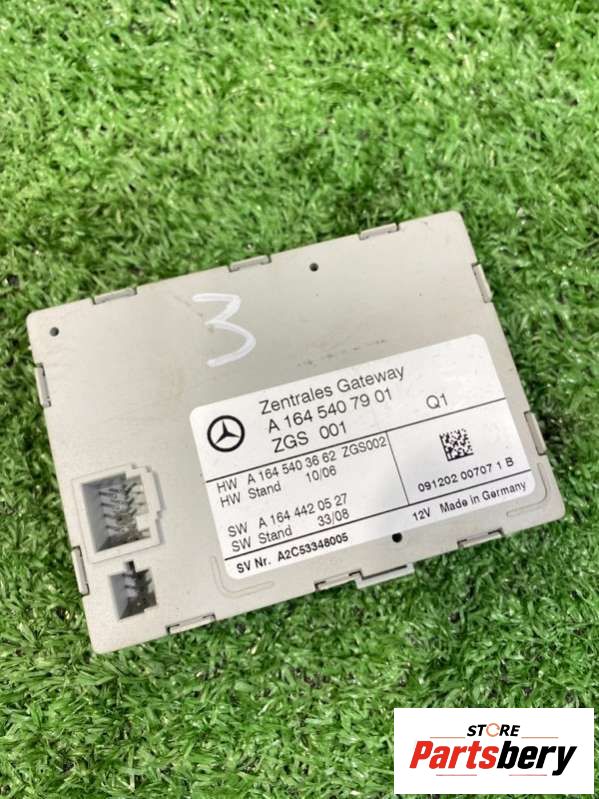 3
Zentrales Gateway
A 164 540 79 01 Q1
ZGS 001
HW A 164 540 36 62 ZGS002
HW Stand 10/06
SW A 164 442 05 27
SW Stand 33/08
SV Nr. A2C53348005
091202 00707 1 B
12V Made in Germany
STORE
Partsbery